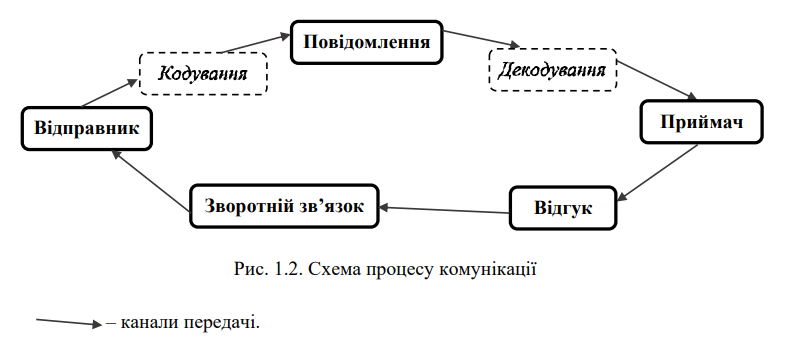 Повідомлення
Кодування
Декодування
Відправник
Приймач
Зворотній зв’язок
Відгук
Рис. 1.2. Схема процесу комунікації
– канали передачі.